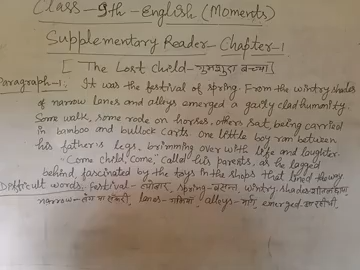 Class-9th-English (Moments)
Supplementary Reader-Chapter-1
[ The Lost Child-गुमशुदा बच्चा ]
Paragraph-1. It was the festival of spring. From the wintry shades
of narrow lanes and alleys emerged a gaily clad humanity.
Some walk, some rode on horses, others sat, being carried
in bamboo and bullock carts. One little boy ran between
his father's legs, brimming over with life and laughter.
"Come child, come," called his parents, as he lagged
behind, fascinated by the toys in the shops that lined the way
Difficult words. Festival-त्योहार, spring-बसन्त, wintry shades
narrow- लेय या संकरी, lanes-गलियां, alleys-मार्ग, emerged